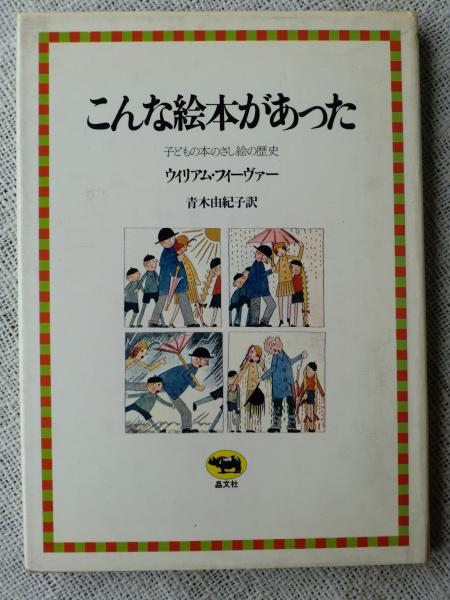 こんな絵本があった
子どもの本のさし絵の歴史
ウィリアム・フィーヴァー
青木由紀子訳
晶文社